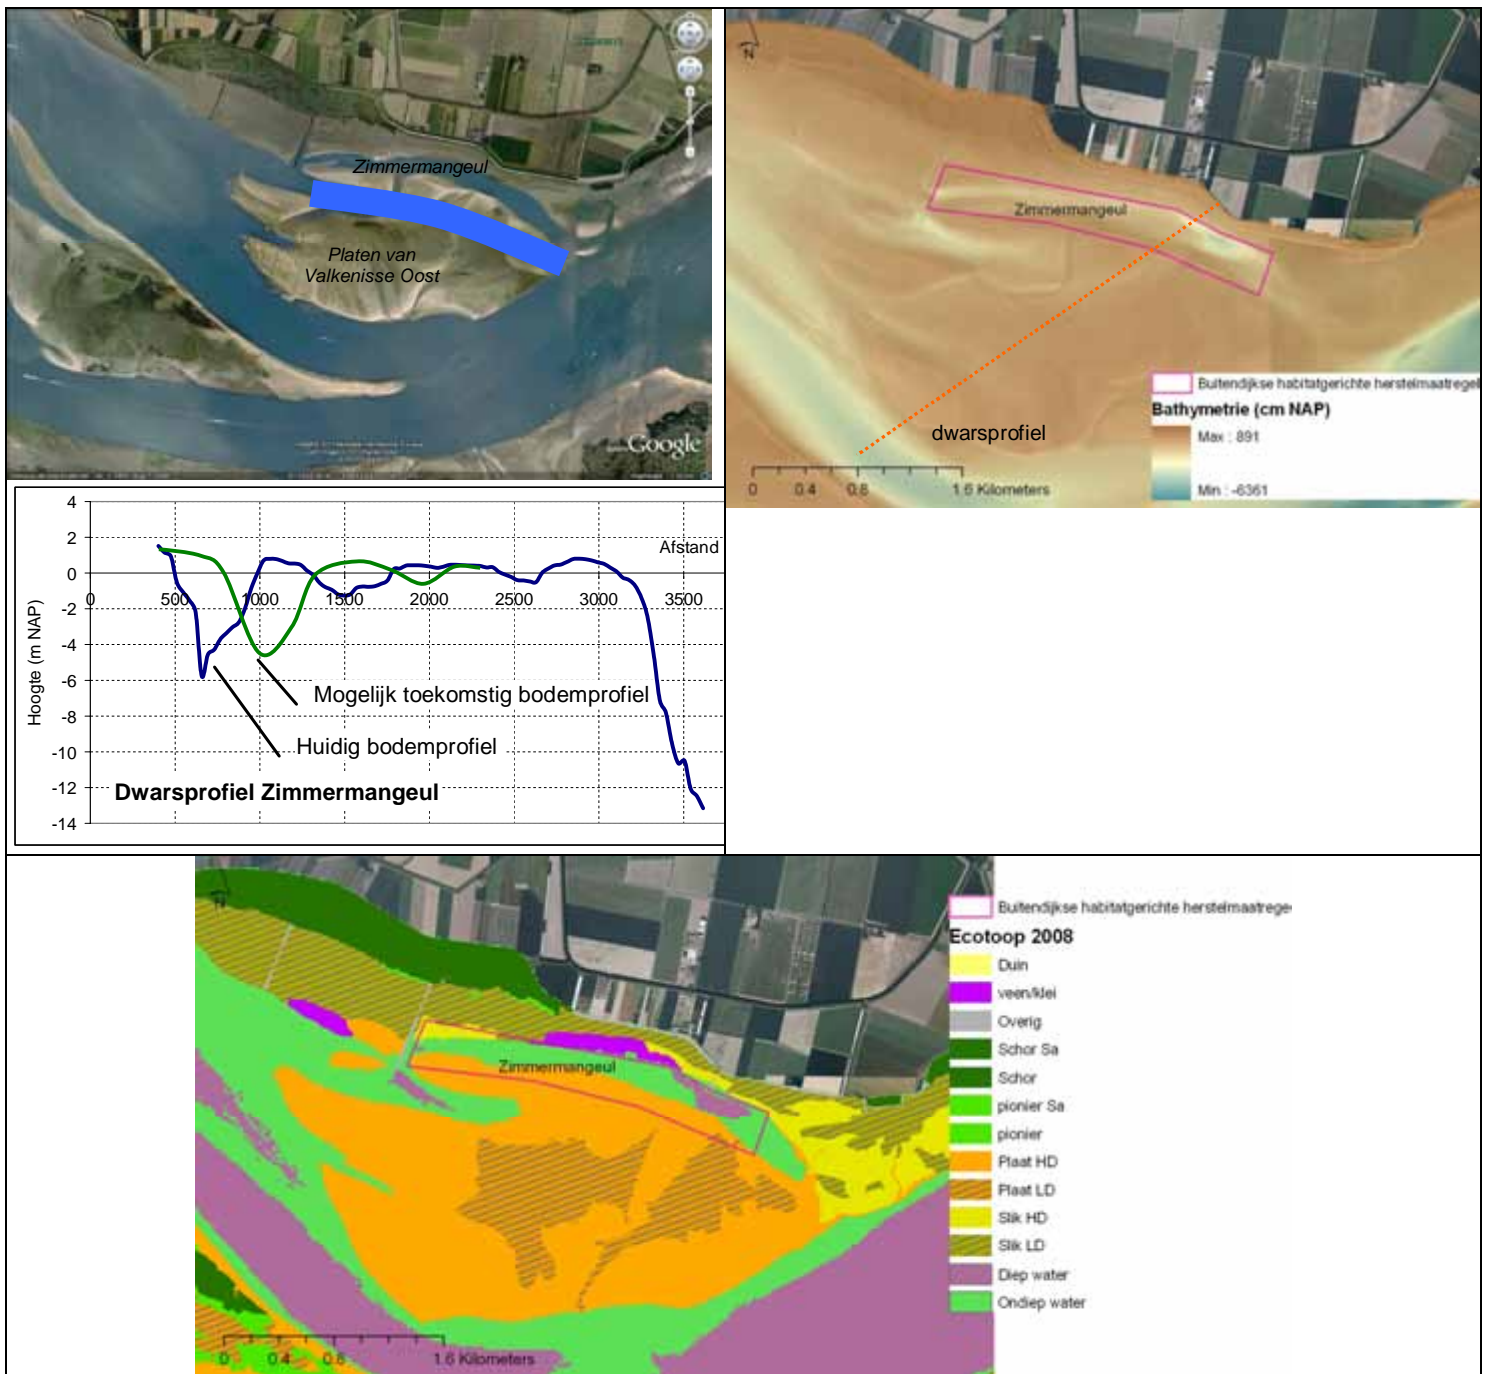 Zimmermangeul
Platen van
Valkenisse Oost
Google
N
Zimmermangeul
dwarsprofiel
Buitendijkse habitatgerichte herstelmaatregel
Bathymetrie (cm NAP)
Max : 891
Min : -6361
0 0.4 0.8 1.6 Kilometers
4
2
0
-2
-4
-6
-8
-10
-12
-14
Hoogte (m NAP)
Afstand
0 500 1000 1500 2000 2500 3000 3500
Mogelijk toekomstig bodemprofiel
Huidig bodemprofiel
Dwarsprofiel Zimmermangeul
N
Zimmermangeul
0 0.4 0.8 1.6 Kilometers
Buitendijkse habitatgerichte herstelmaatrege
Ecotoop 2008
Duin
veen/klei
Overig
Schor Sa
Schor
pionier Sa
pionier
Plaat HD
Plaat LD
Slik HD
Slik LD
Diep water
Ondiep water